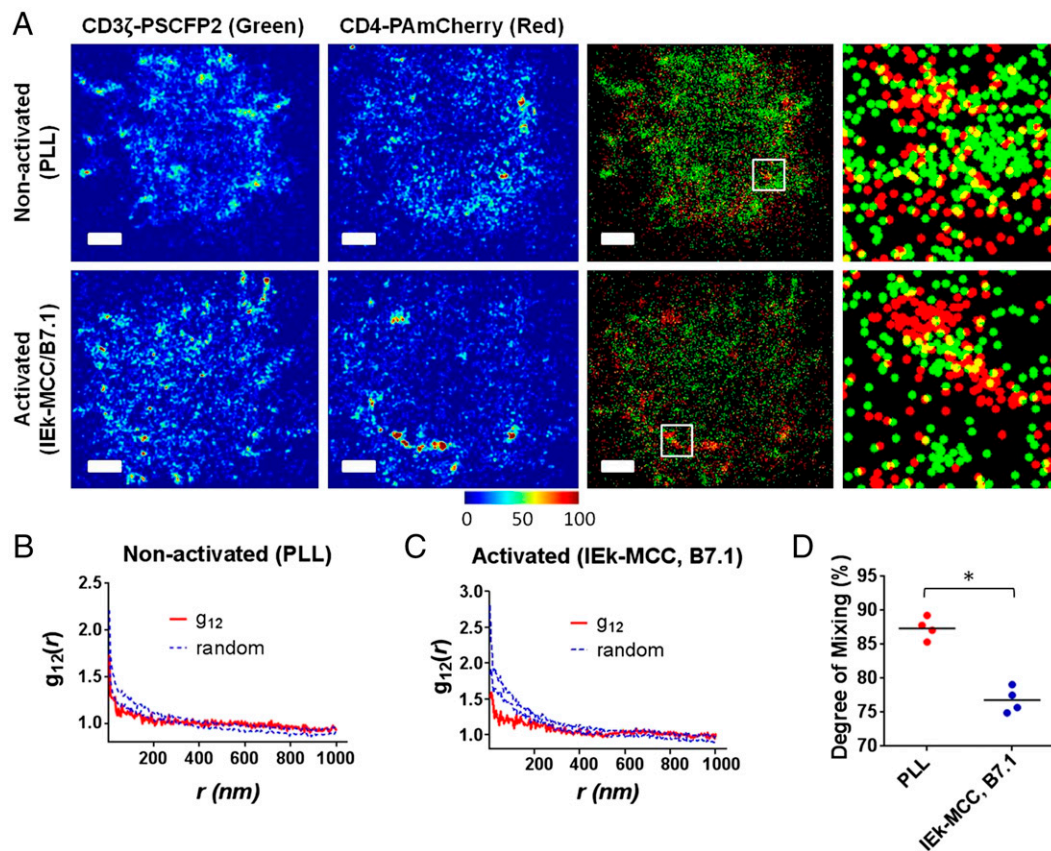 A
CD3ζ-PSCFP2 (Green)
CD4-PAmCherry (Red)
Non-activated
(PLL)
Activated
(IEk-MCC/B7.1)
0 50 100
B
Non-activated (PLL)
g12(r)
2.5
2.0
1.5
1.0
g12
random
200 400 600 800 1000
r (nm)
C
Activated (IEk-MCC, B7.1)
g12(r)
3.0
2.5
2.0
1.5
1.0
g12
random
200 400 600 800 1000
r (nm)
D
Degree of Mixing (%)
95
90
85
80
75
70
*
PLL
IEk-MCC, B7.1